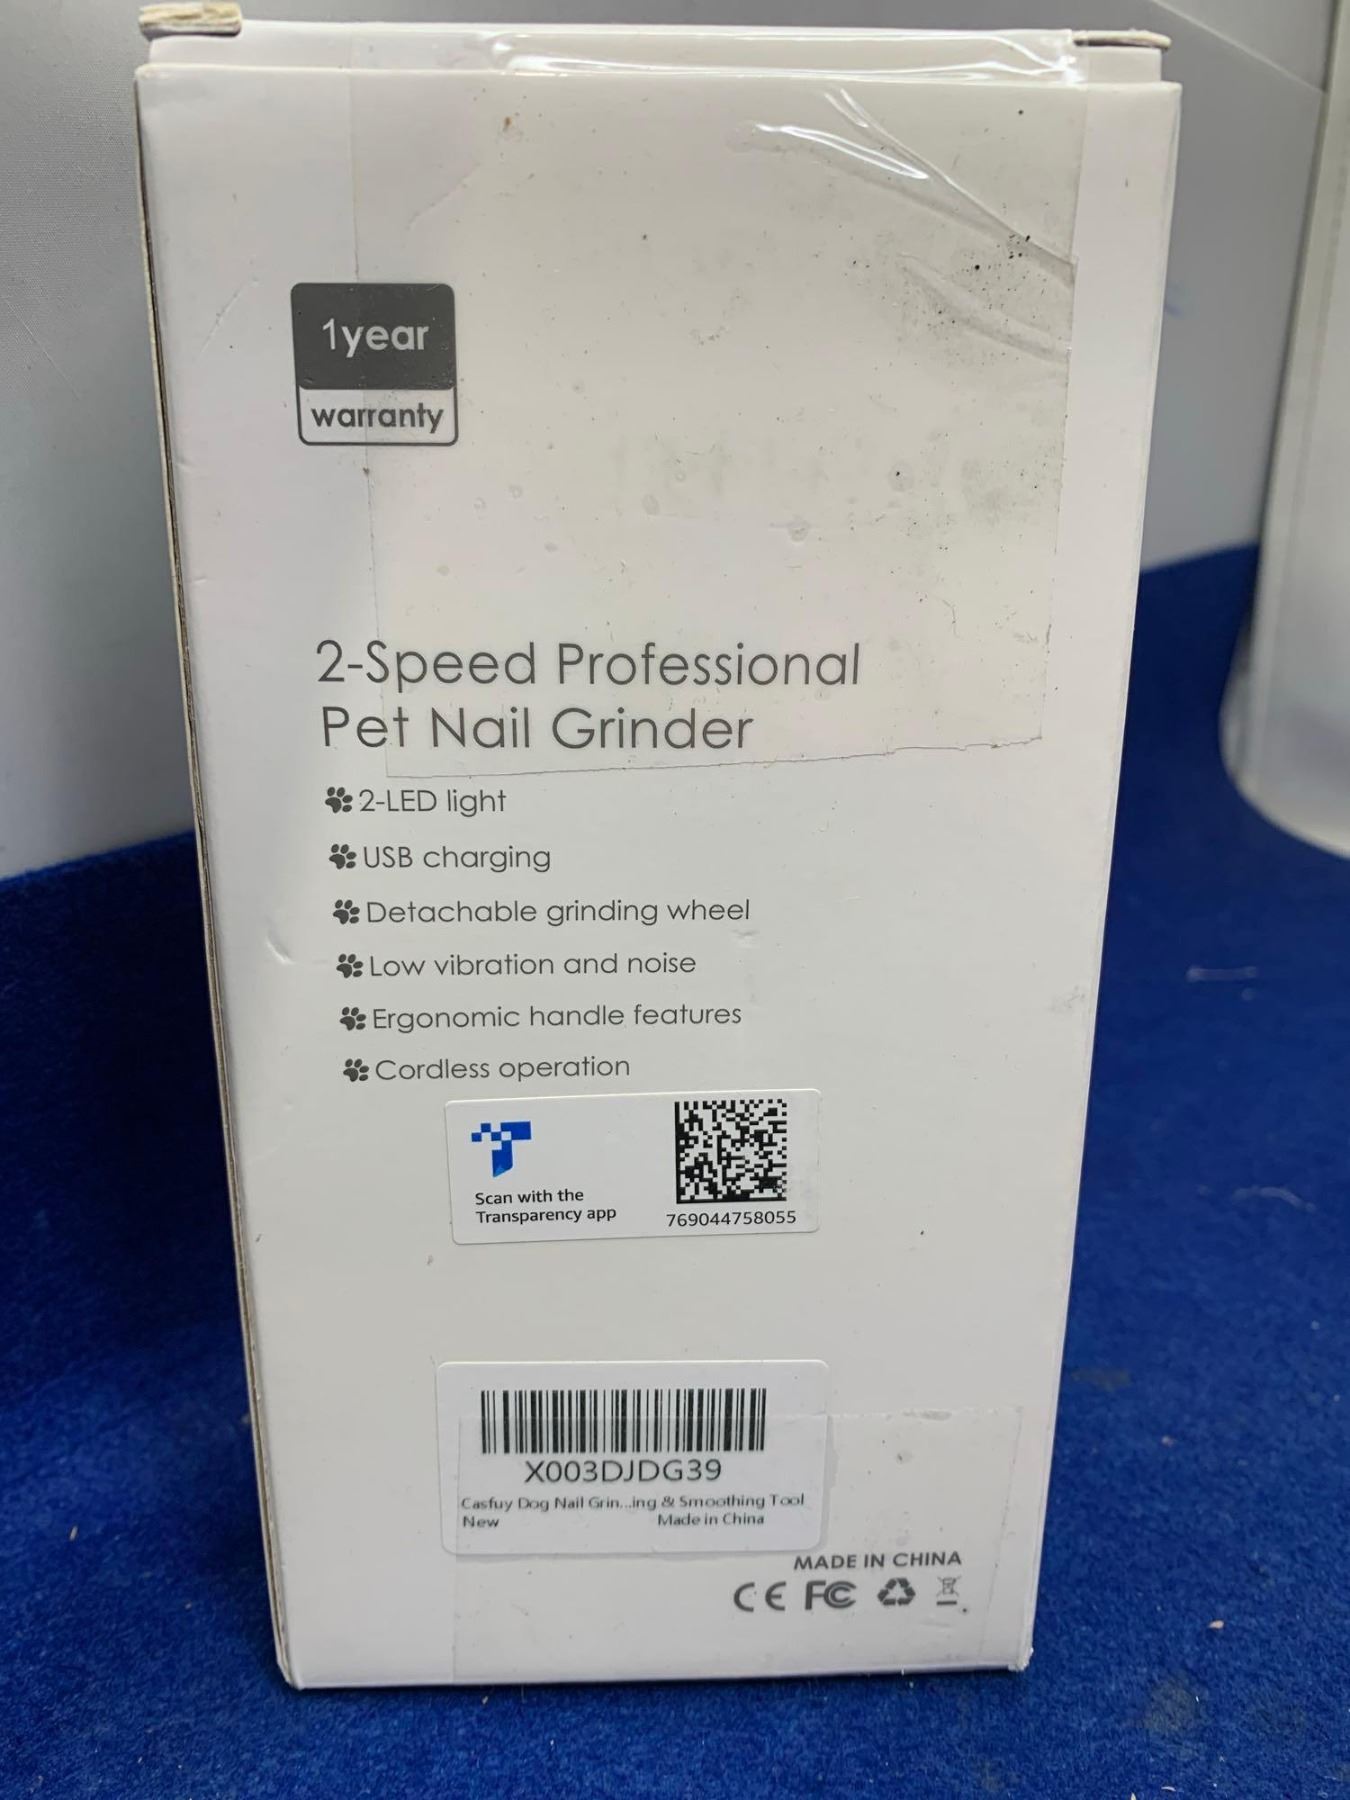 1year
warranty
2-Speed Professional
Pet Nail Grinder
2-LED light
USB charging
Detachable grinding wheel
Low vibration and noise
Ergonomic handle features
Cordless operation
Scan with the
Transparency app
769044758055
X003DJDG39
Casfuy Dog Nail Grin...ing & Smoothing Tool
New Made in China
MADE IN CHINA
CE FC